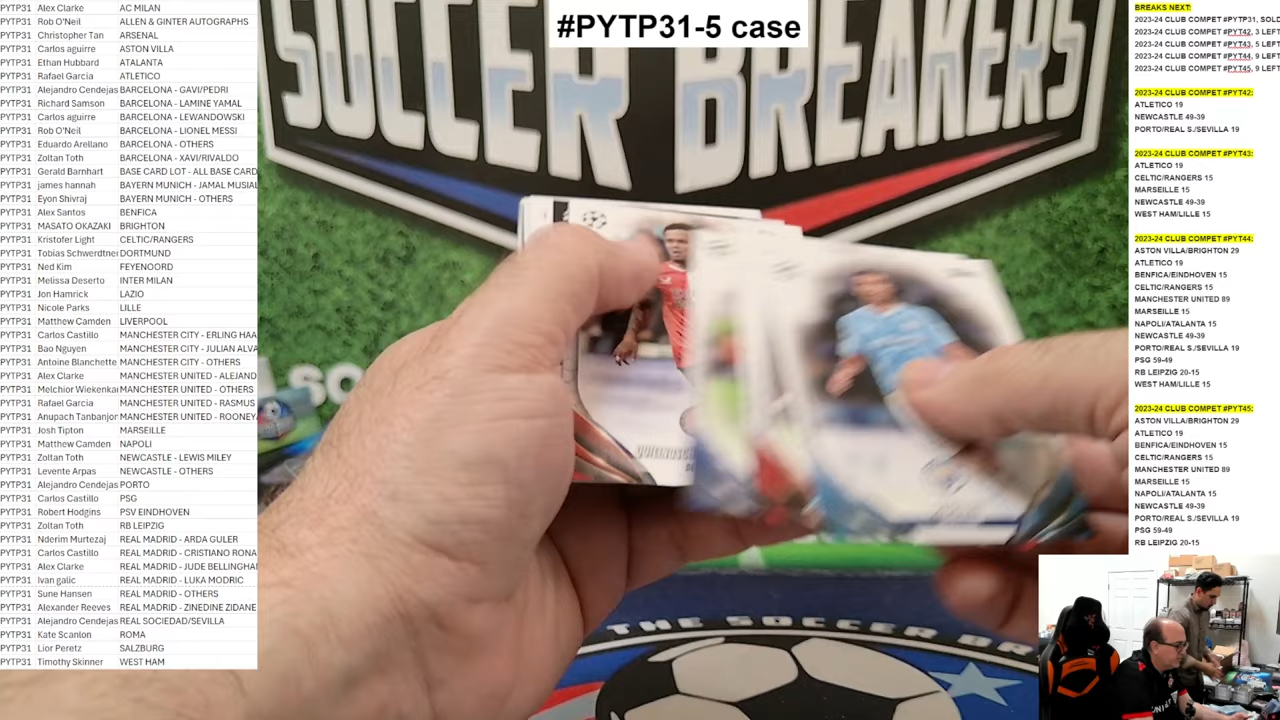 PYTP31 Alex Clarke AC MILAN
PYTP31 Rob O'Neil ALLEN & GINTER AUTOGRAPHS
PYTP31 Christopher Tan ARSENAL
PYTP31 Carlos aguirre ASTON VILLA
PYTP31 Ethan Hubbard ATALANTA
PYTP31 Rafael Garcia ATLETICO
PYTP31 Alejandro Cendejas BARCELONA - GAVI/PEDRI
PYTP31 Richard Samson BARCELONA - LAMINE YAMAL
PYTP31 Carlos aguirre BARCELONA - LEWANDOWSKI
PYTP31 Rob O'Neil BARCELONA - LIONEL MESSI
PYTP31 Eduardo Arellano BARCELONA - OTHERS
PYTP31 Zoltan Toth BARCELONA - XAVI/RIVALDO
PYTP31 Gerald Barnhart BASE CARD LOT - ALL BASE CARD
PYTP31 james hannah BAYERN MUNICH - JAMAL MUSIAL
PYTP31 Eyon Shivraj BAYERN MUNICH - OTHERS
PYTP31 Alex Santos BENFICA
PYTP31 MASATO OKAZAKI BRIGHTON
PYTP31 Kristofer Light CELTIC/RANGERS
PYTP31 Tobias Schwerdtner DORTMUND
PYTP31 Ned Kim FEYENOORD
PYTP31 Melissa Deserto INTER MILAN
PYTP31 Jon Hamrick LAZIO
PYTP31 Nicole Parks LILLE
PYTP31 Matthew Camden LIVERPOOL
PYTP31 Carlos Castillo MANCHESTER CITY - ERLING HAA
PYTP31 Bao Nguyen MANCHESTER CITY - JULIAN ALVA
PYTP31 Antoine Blanchette MANCHESTER CITY - OTHERS
PYTP31 Alex Clarke MANCHESTER UNITED - ALEJAND
PYTP31 Melchior Wiekenkar MANCHESTER UNITED - OTHERS
PYTP31 Rafael Garcia MANCHESTER UNITED - RASMUS
PYTP31 Anupach Tanbanjor MANCHESTER UNITED - ROONEY
PYTP31 Josh Tipton MARSEILLE
PYTP31 Matthew Camden NAPOLI
PYTP31 Zoltan Toth NEWCASTLE - LEWIS MILEY
PYTP31 Levente Arpas NEWCASTLE - OTHERS
PYTP31 Alejandro Cendejas PORTO
PYTP31 Carlos Castillo PSG
PYTP31 Robert Hodgins PSV EINDHOVEN
PYTP31 Zoltan Toth RB LEIPZIG
PYTP31 Nderim Murtezaj REAL MADRID - ARDA GULER
PYTP31 Carlos Castillo REAL MADRID - CRISTIANO RONA
PYTP31 Alex Clarke REAL MADRID - JUDE BELLINGHA
PYTP31 Ivan galic REAL MADRID - LUKA MODRIC
PYTP31 Sune Hansen REAL MADRID - OTHERS
PYTP31 Alexander Reeves REAL MADRID - ZINEDINE ZIDANE
PYTP31 Alejandro Cendejas REAL SOCIEDAD/SEVILLA
PYTP31 Kate Scanlon ROMA
PYTP31 Lior Peretz SALZBURG
PYTP31 Timothy Skinner WEST HAM
#PYTP31-5 case
SOCCER BREAKERS
THE SOCCER BR
BREAKS NEXT:
2023-24 CLUB COMPET #PYTP31, SOLD
2023-24 CLUB COMPET #PYT42, 3 LEFT
2023-24 CLUB COMPET #PYT43, 5 LEFT
2023-24 CLUB COMPET #PYT44, 9 LEFT
2023-24 CLUB COMPET #PYT45, 9 LEFT
2023-24 CLUB COMPET #PYT42:
ATLETICO 19
NEWCASTLE 49-39
PORTO/REAL S./SEVILLA 19
2023-24 CLUB COMPET #PYT43:
ATLETICO 19
CELTIC/RANGERS 15
MARSEILLE 15
NEWCASTLE 49-39
WEST HAM/LILLE 15
2023-24 CLUB COMPET #PYT44:
ASTON VILLA/BRIGHTON 29
ATLETICO 19
BENFICA/EINDHOVEN 15
CELTIC/RANGERS 15
MANCHESTER UNITED 89
MARSEILLE 15
NAPOLI/ATALANTA 15
NEWCASTLE 49-39
PORTO/REAL S./SEVILLA 19
PSG 59-49
RB LEIPZIG 20-15
WEST HAM/LILLE 15
2023-24 CLUB COMPET #PYT45:
ASTON VILLA/BRIGHTON 29
ATLETICO 19
BENFICA/EINDHOVEN 15
CELTIC/RANGERS 15
MANCHESTER UNITED 89
MARSEILLE 15
NAPOLI/ATALANTA 15
NEWCASTLE 49-39
PORTO/REAL S./SEVILLA 19
PSG 59-49
RB LEIPZIG 20-15